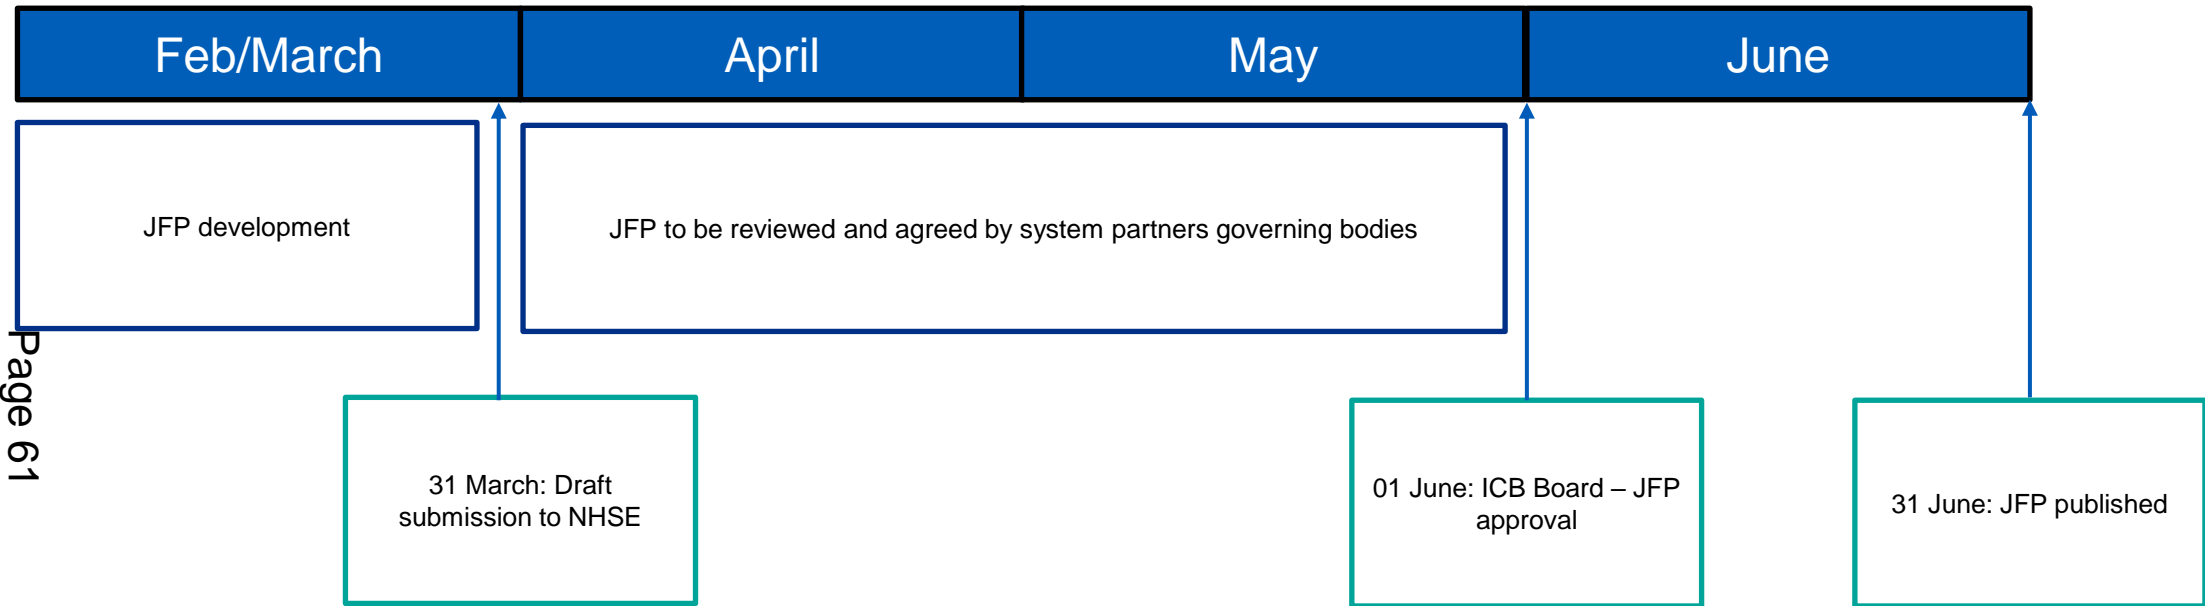 Feb/March
April
May
June
JFP development
JFP to be reviewed and agreed by system partners governing bodies
31 March: Draft
submission to NHSE
01 June: ICB Board – JFP
approval
31 June: JFP published
Page 61